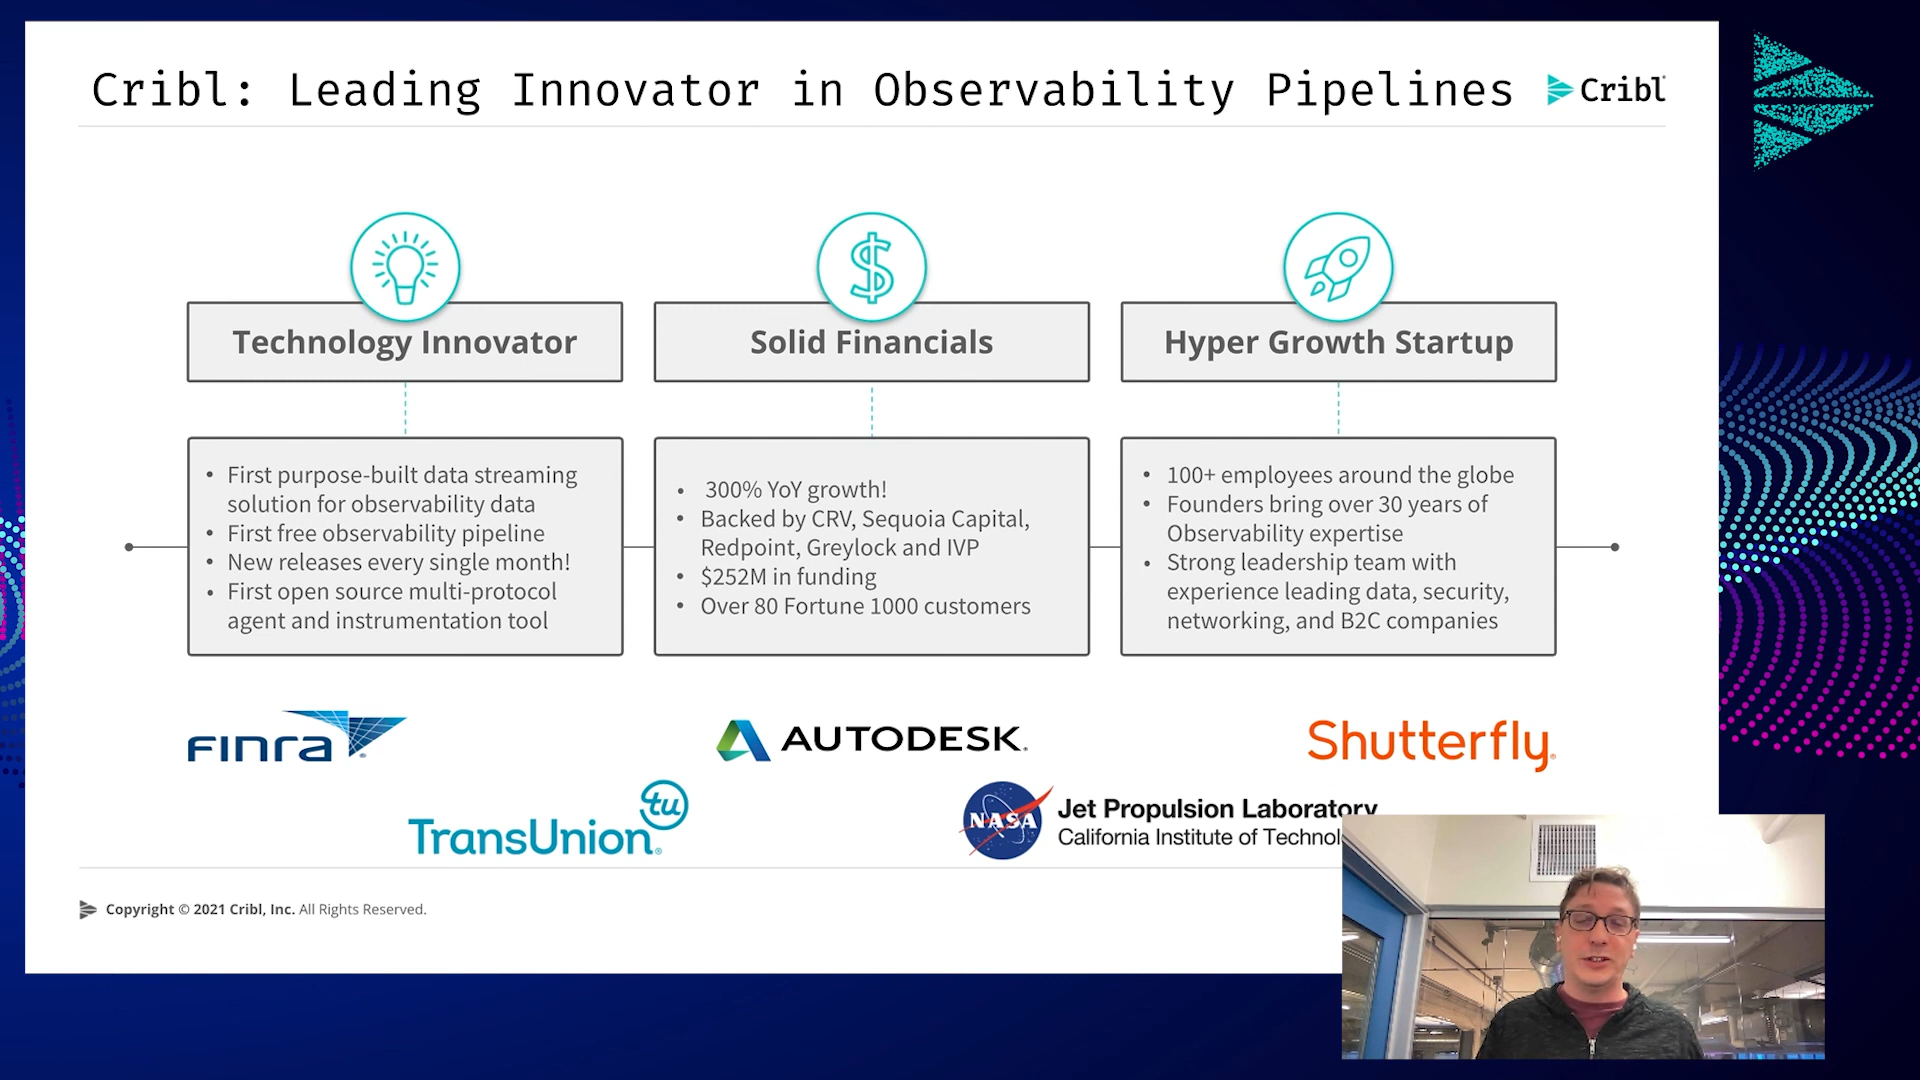 Cribl: Leading Innovator in Observability Pipelines
Cribl
Technology Innovator
• First purpose-built data streaming
solution for observability data
• First free observability pipeline
• New releases every single month!
• First open source multi-protocol
agent and instrumentation tool
Solid Financials
• 300% YoY growth!
• Backed by CRV, Sequoia Capital,
Redpoint, Greylock and IVP
• $252M in funding
• Over 80 Fortune 1000 customers
Hyper Growth Startup
• 100+ employees around the globe
• Founders bring over 30 years of
Observability expertise
• Strong leadership team with
experience leading data, security,
networking, and B2C companies
finra
AUTODESK.
Shutterfly
tu
TransUnion
NASA
Jet Propulsion Laboratory
California Institute of Technolo
Copyright © 2021 Cribl, Inc. All Rights Reserved.